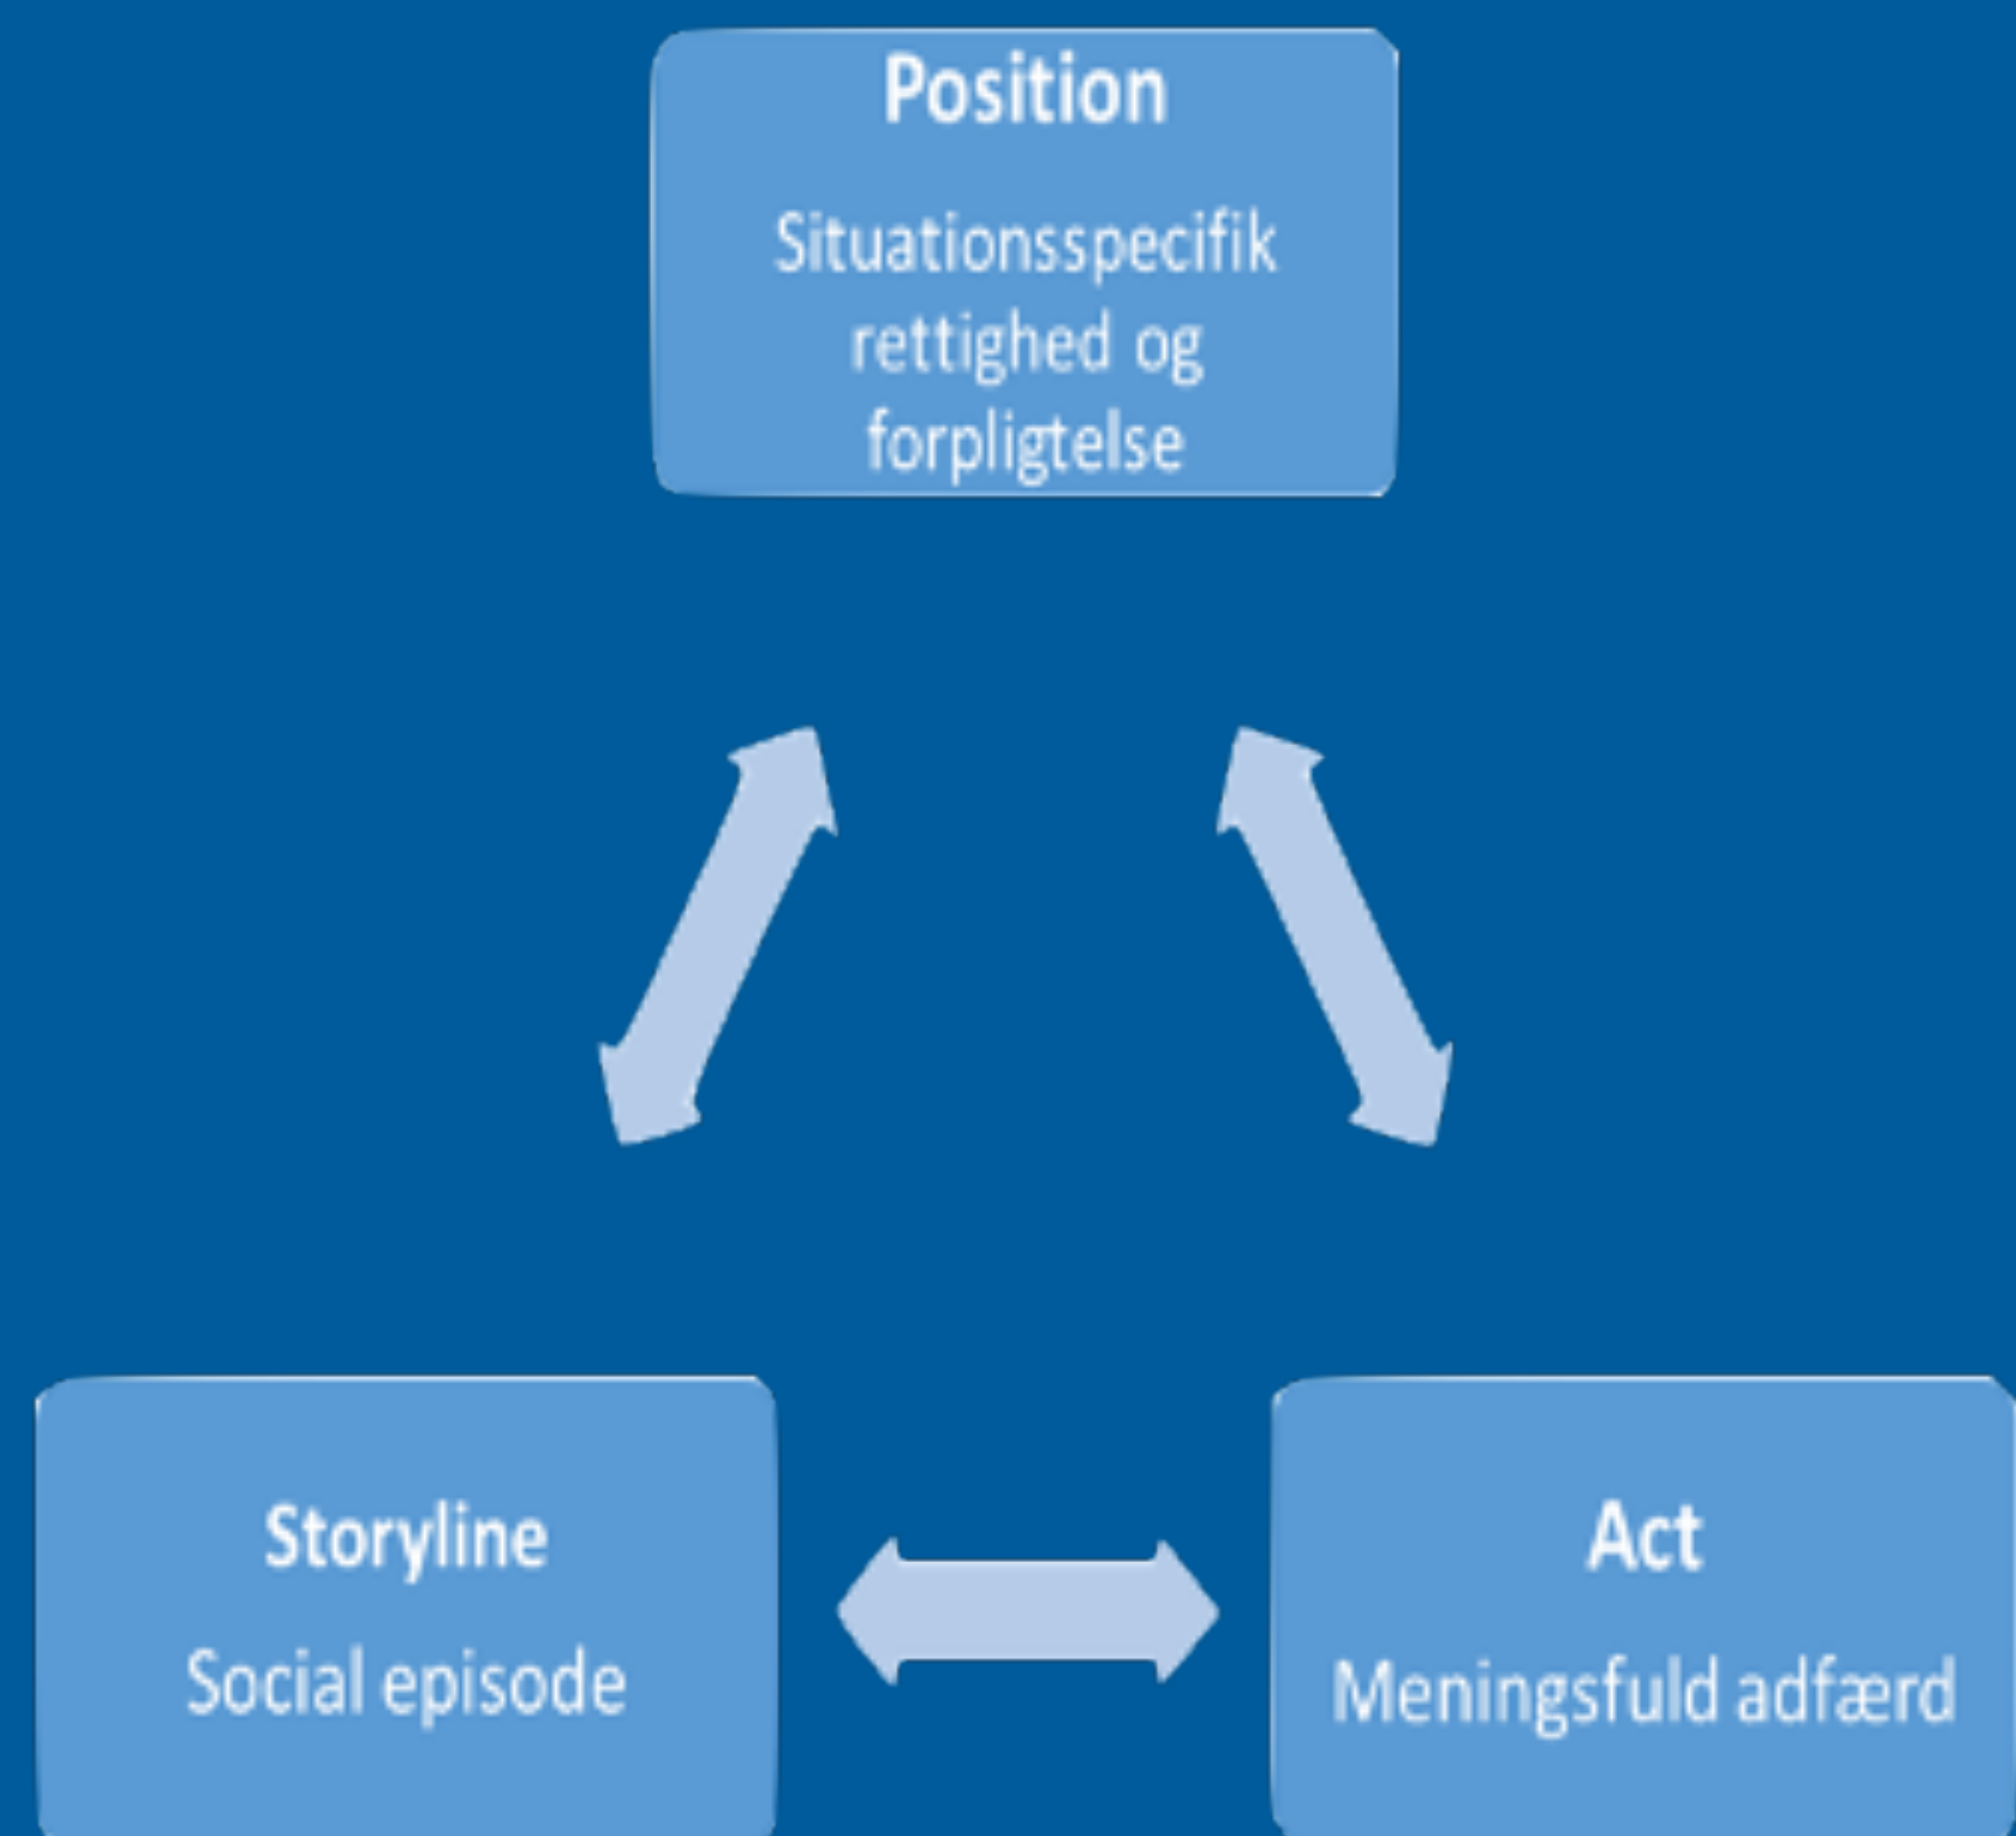 Position
Situationsspecifik
rettighed og
forpligtelse
Storyline
Social episode
Act
Meningsfuld adfærd